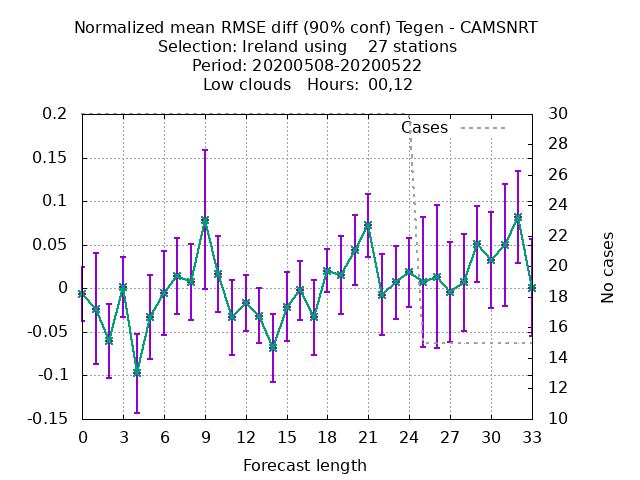 Normalized mean RMSE diff (90% conf) Tegen - CAMSNRT
Selection: Ireland using    27 stations
Period: 20200508-20200522
Low clouds   Hours:  00,12
Cases
0.2
0.15
0.1
0.05
0
-0.05
-0.1
-0.15
30
28
26
24
22
20
18
16
14
12
10
No cases
0 3 6 9 12 15 18 21 24 27 30 33
Forecast length